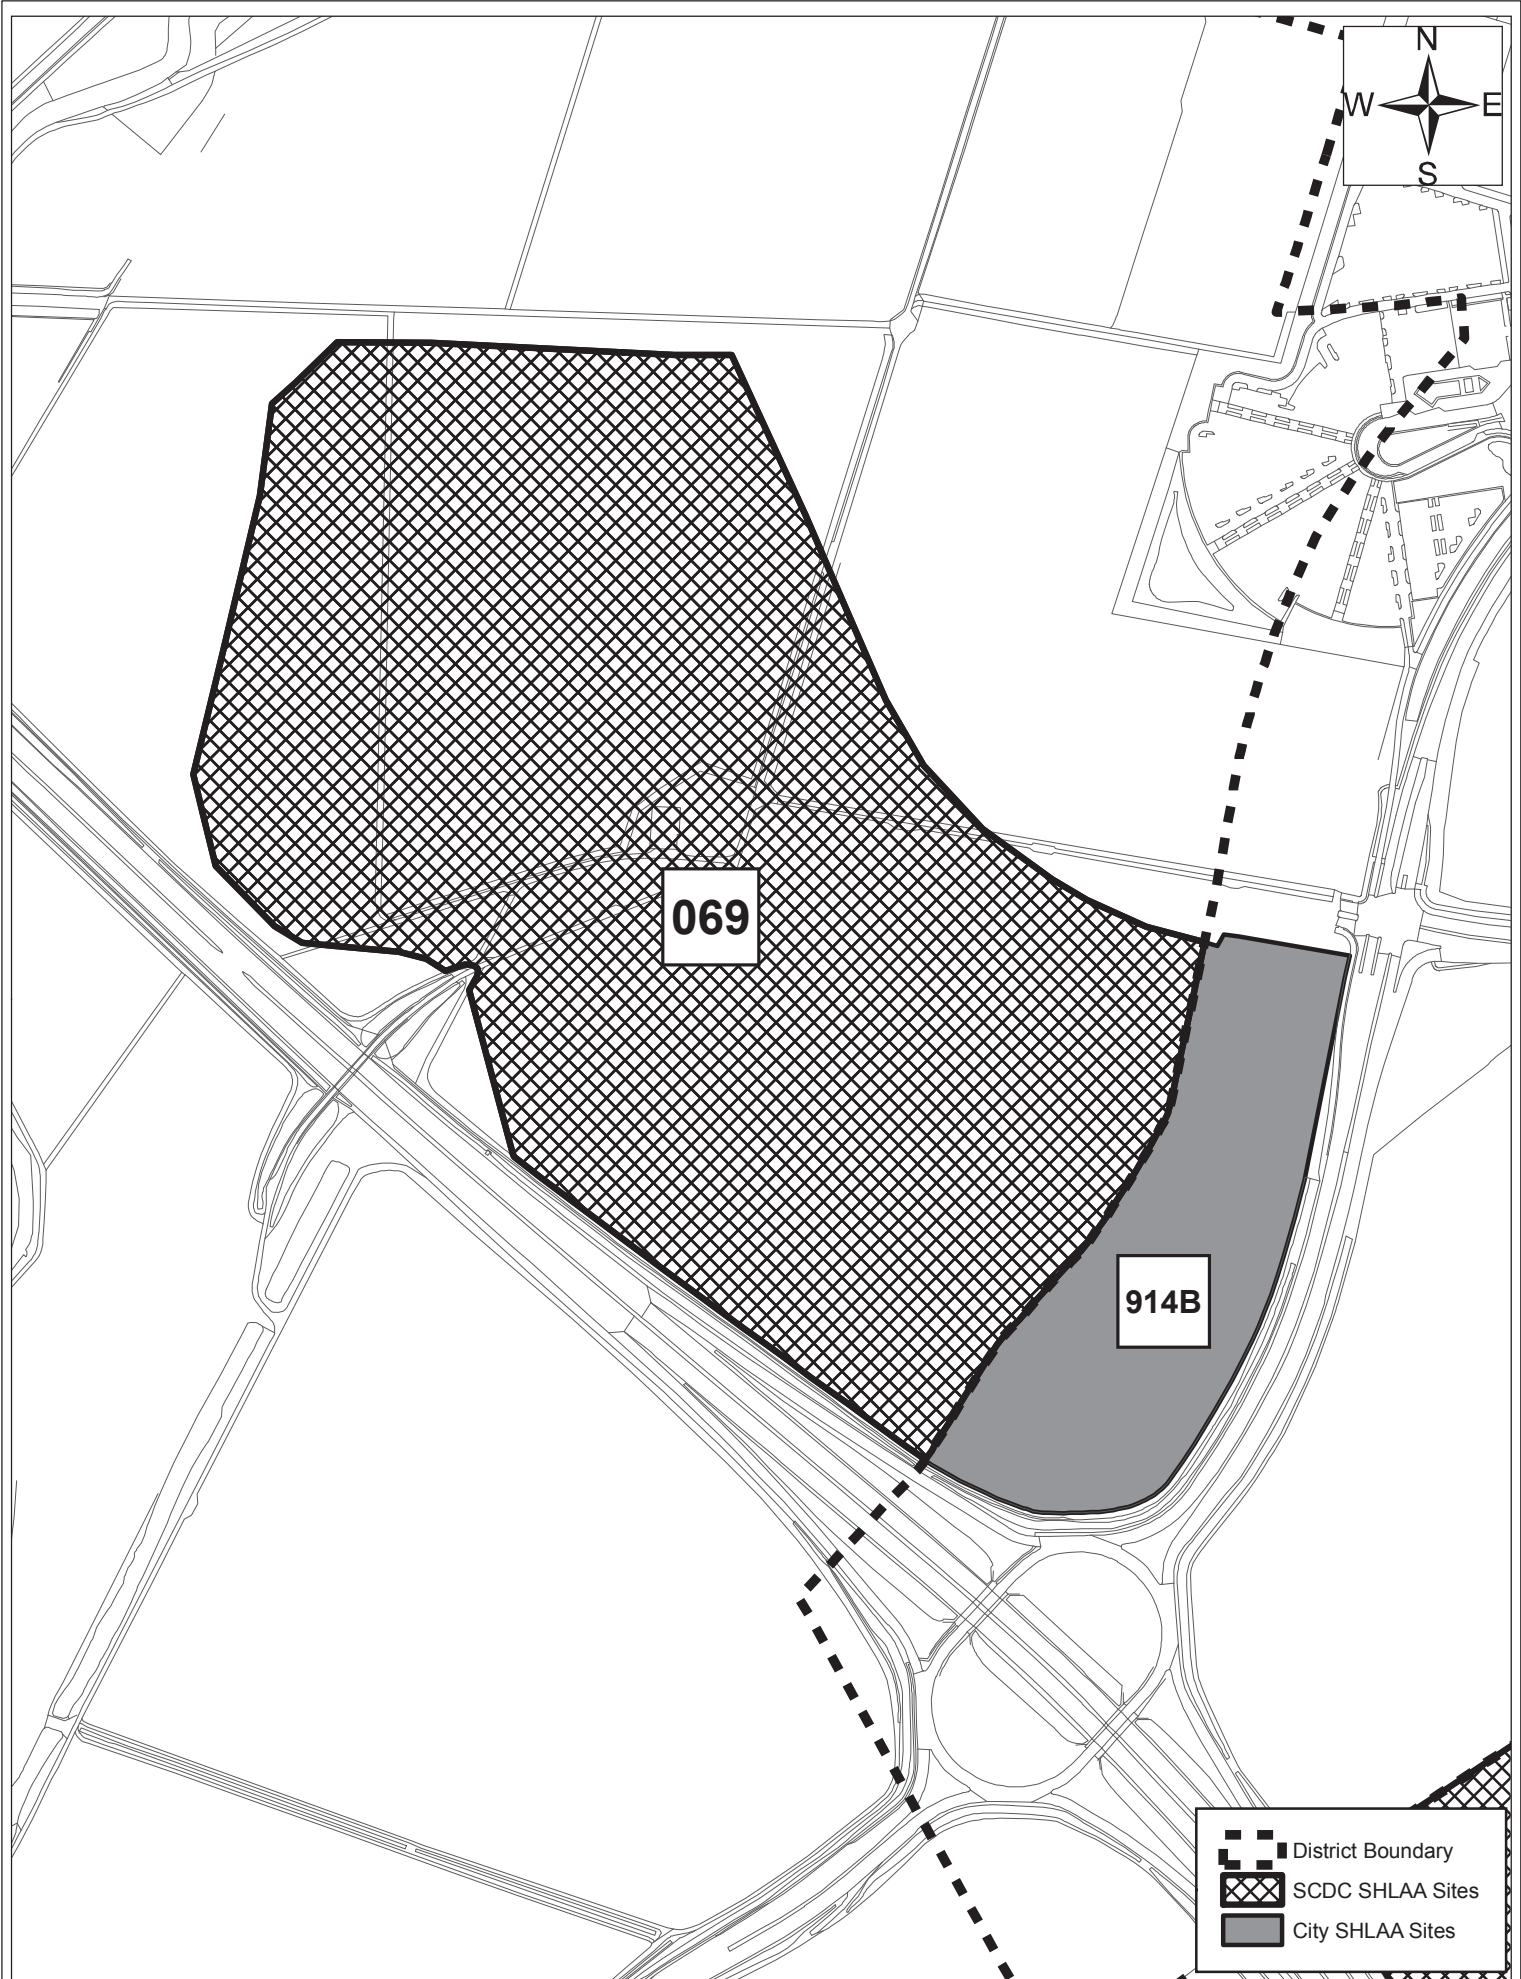 N
W E
S
069
914B
District Boundary
SCDC SHLAA Sites
City SHLAA Sites